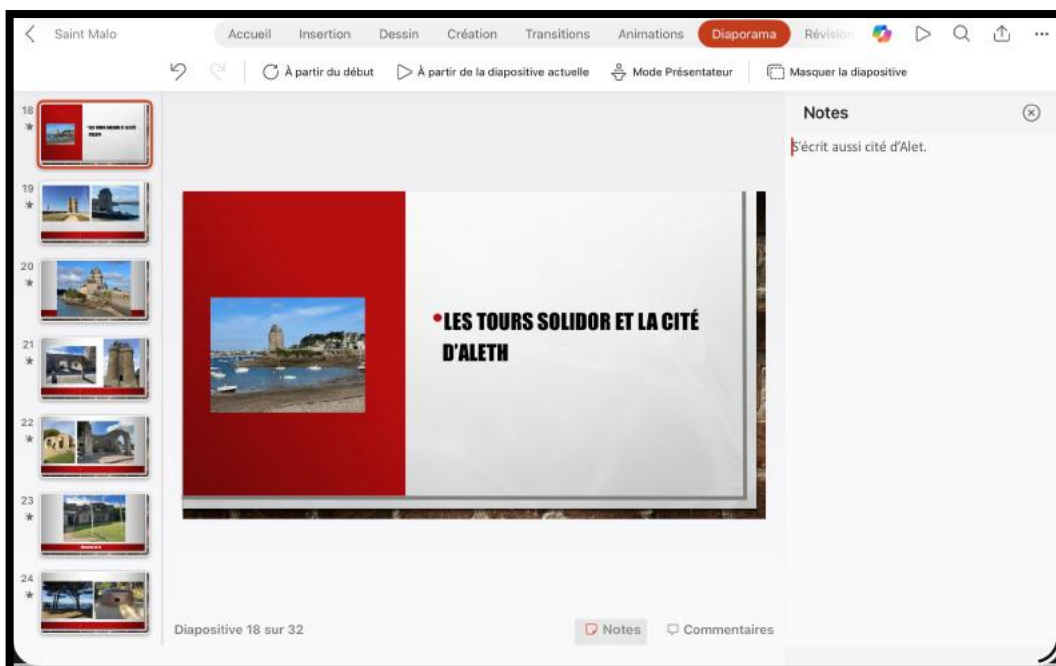 Saint Malo
Accueil Insertion Dessin Création Transitions Animations Diaporama Révision
À partir du début À partir de la diapositive actuelle Mode Présentateur Masquer la diapositive
18
19
20
21
22
23
24
•LES TOURS SOLIDOR ET LA CITÉ
D'ALETH
Notes
S'écrit aussi cité d'Alet.
Diapositive 18 sur 32
Notes Commentaires